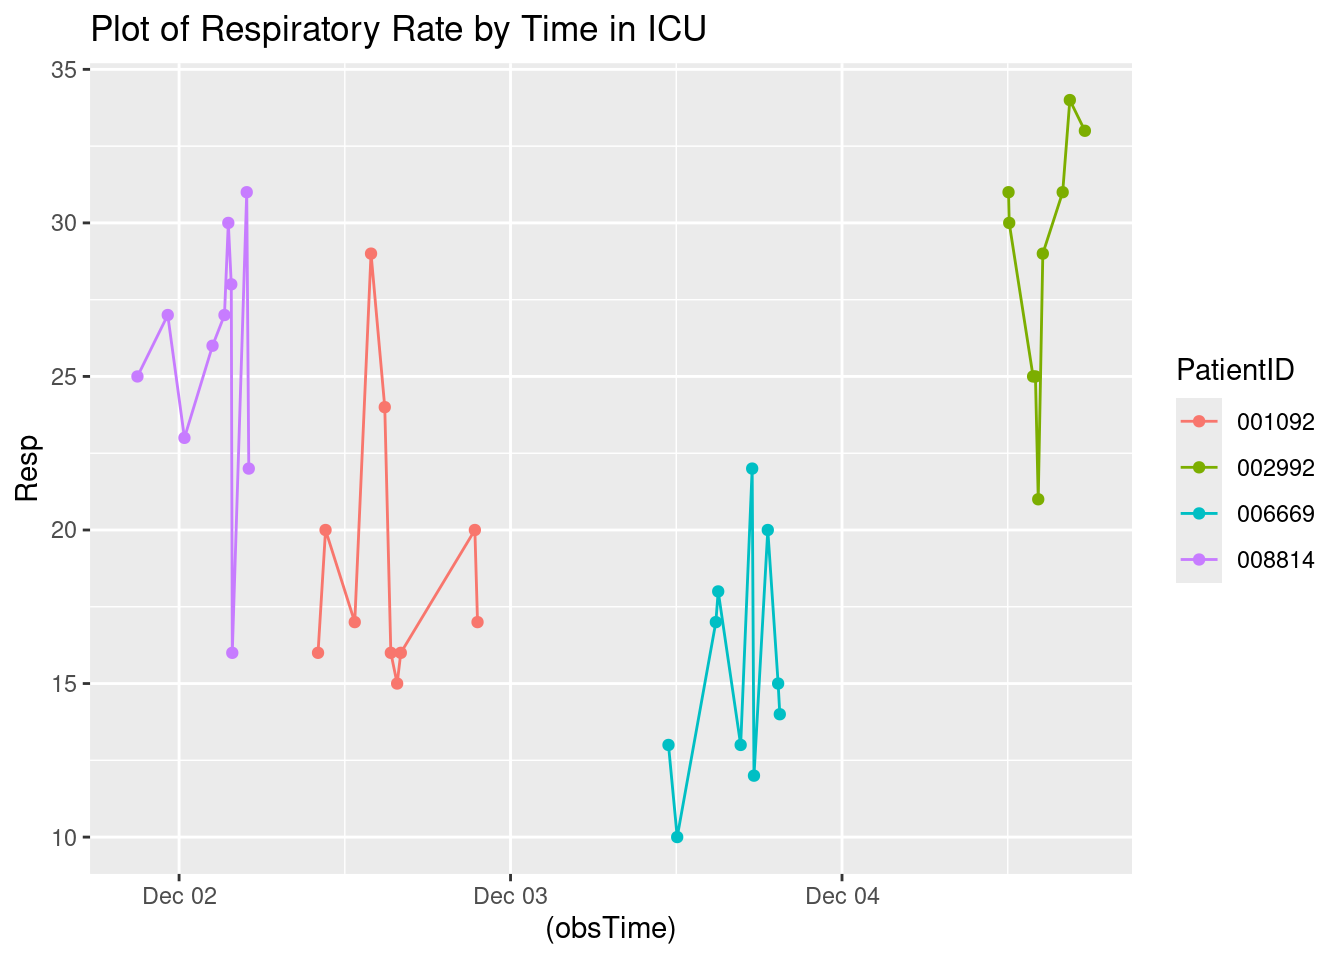 Plot of Respiratory Rate by Time in ICU
35
30
25
20
15
10
Resp
Dec 02
Dec 03
Dec 04
(obsTime)
PatientID
001092
002992
006669
008814